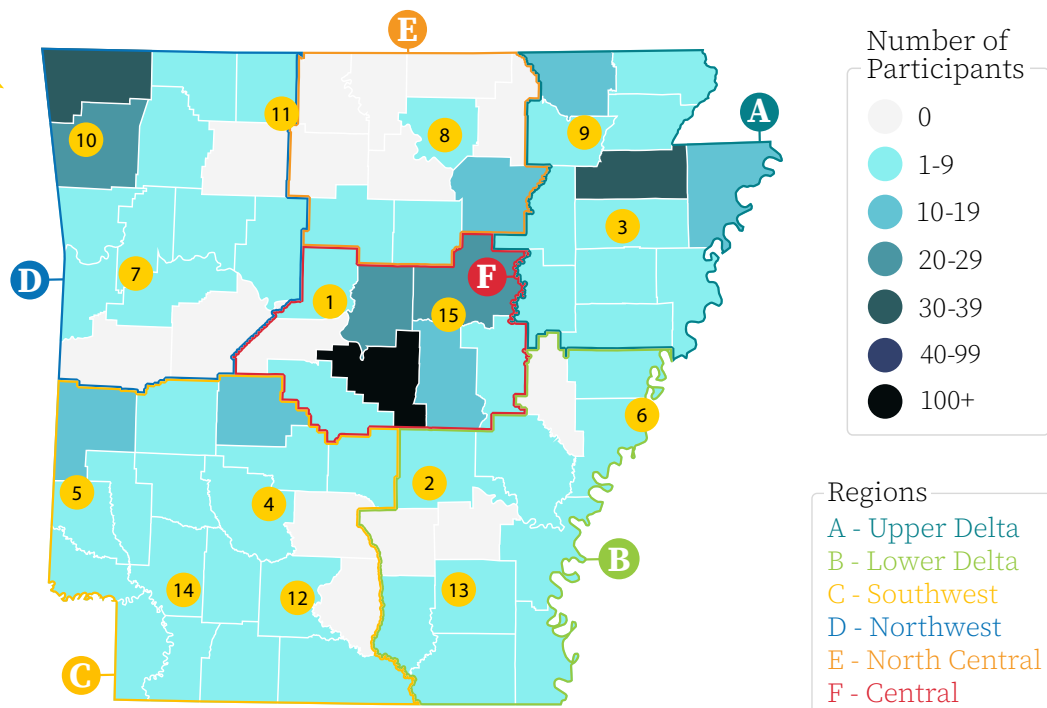 E
11
8
10
9
A
3
D
7
1
F
15
6
5
4
2
B
14
12
13
C
Number of
Participants
0
1-9
10-19
20-29
30-39
40-99
100+
Regions
A - Upper Delta
B - Lower Delta
C - Southwest
D - Northwest
E - North Central
F - Central